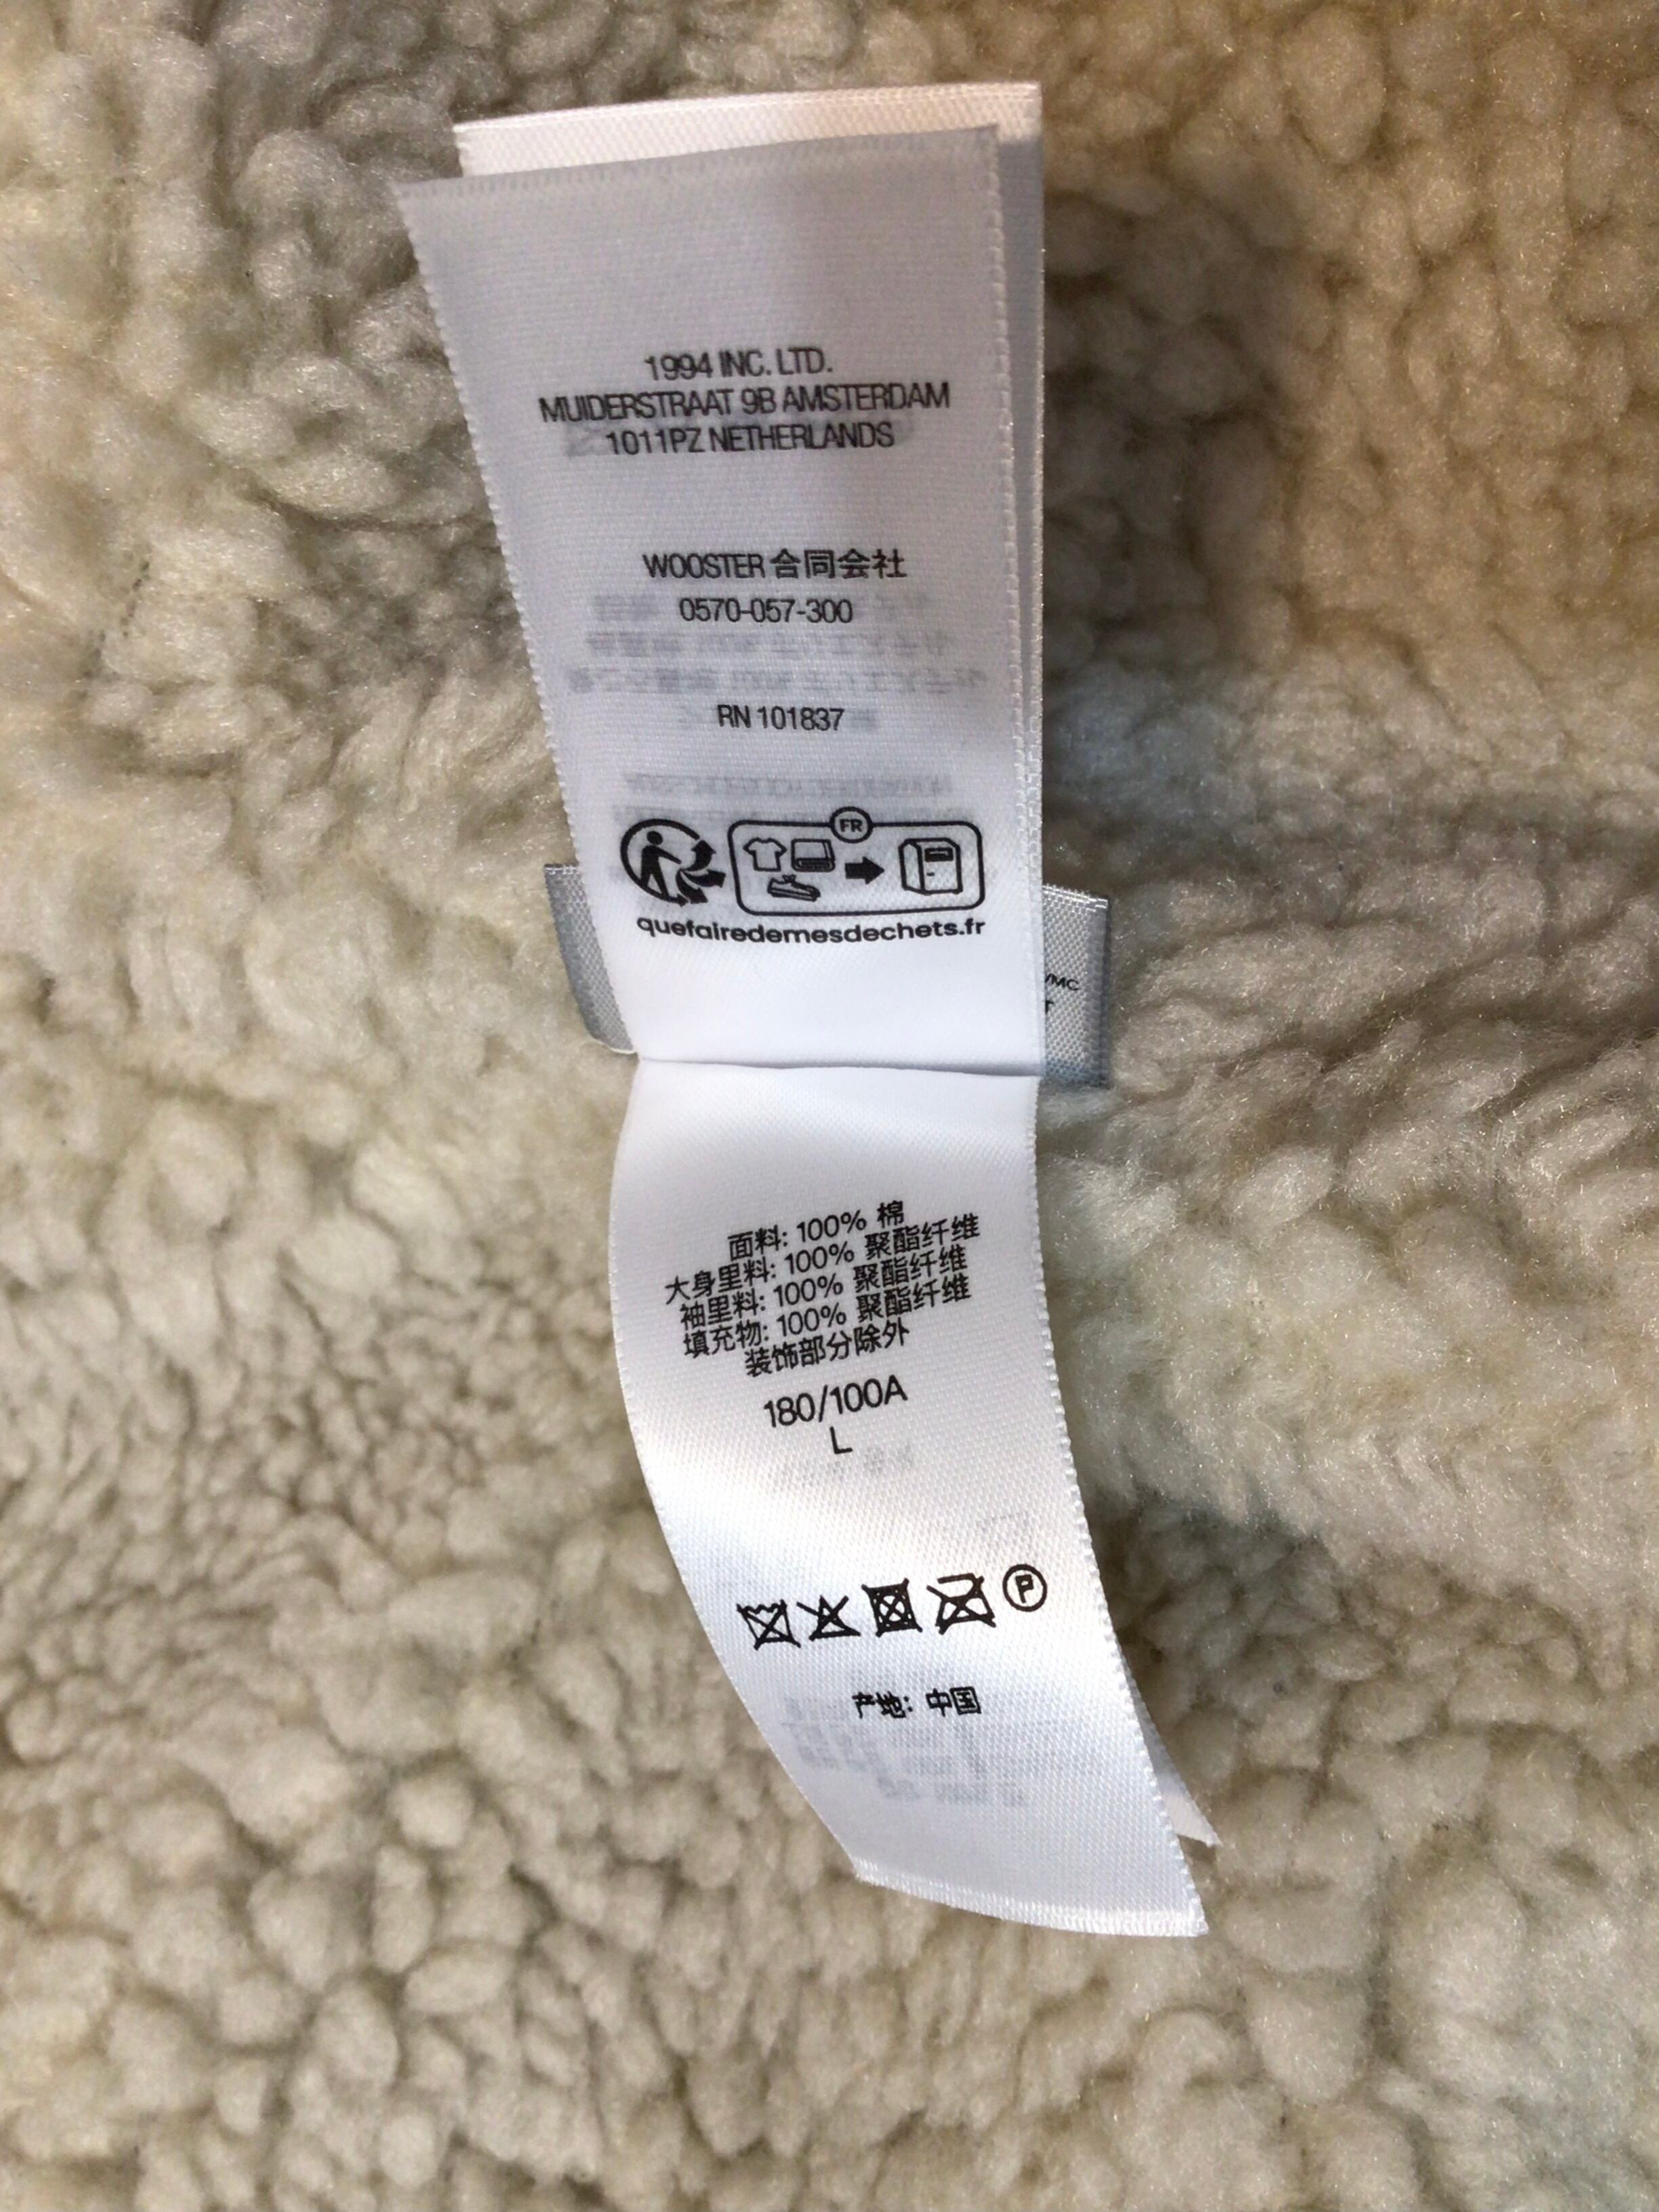 1994 INC. LTD.
MUIDERSTRAAT 9B AMSTERDAM
1011PZ NETHERLANDS
WOOSTER 合同会社
0570-057-300
RN 101837
FR
quefairedemesdechets.fr
/MC
面料: 100% 棉
大身里料: 100% 聚酯纤维
袖里料: 100% 聚酯纤维
填充物: 100% 聚酯纤维
装饰部分除外
180/100A
L
P
产地: 中国